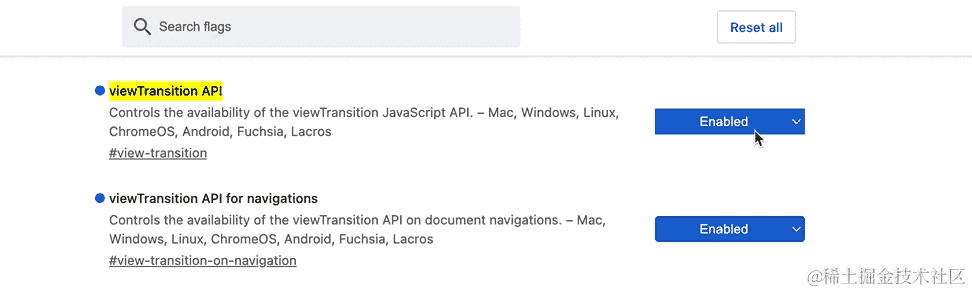 Search flags
Reset all
viewTransition API
Controls the availability of the viewTransition JavaScript API. – Mac, Windows, Linux,
ChromeOS, Android, Fuchsia, Lacros
#view-transition
Enabled
viewTransition API for navigations
Controls the availability of the viewTransition API on document navigations. – Mac,
Windows, Linux, ChromeOS, Android, Fuchsia, Lacros
#view-transition-on-navigation
Enabled
@稀土掘金技术社区